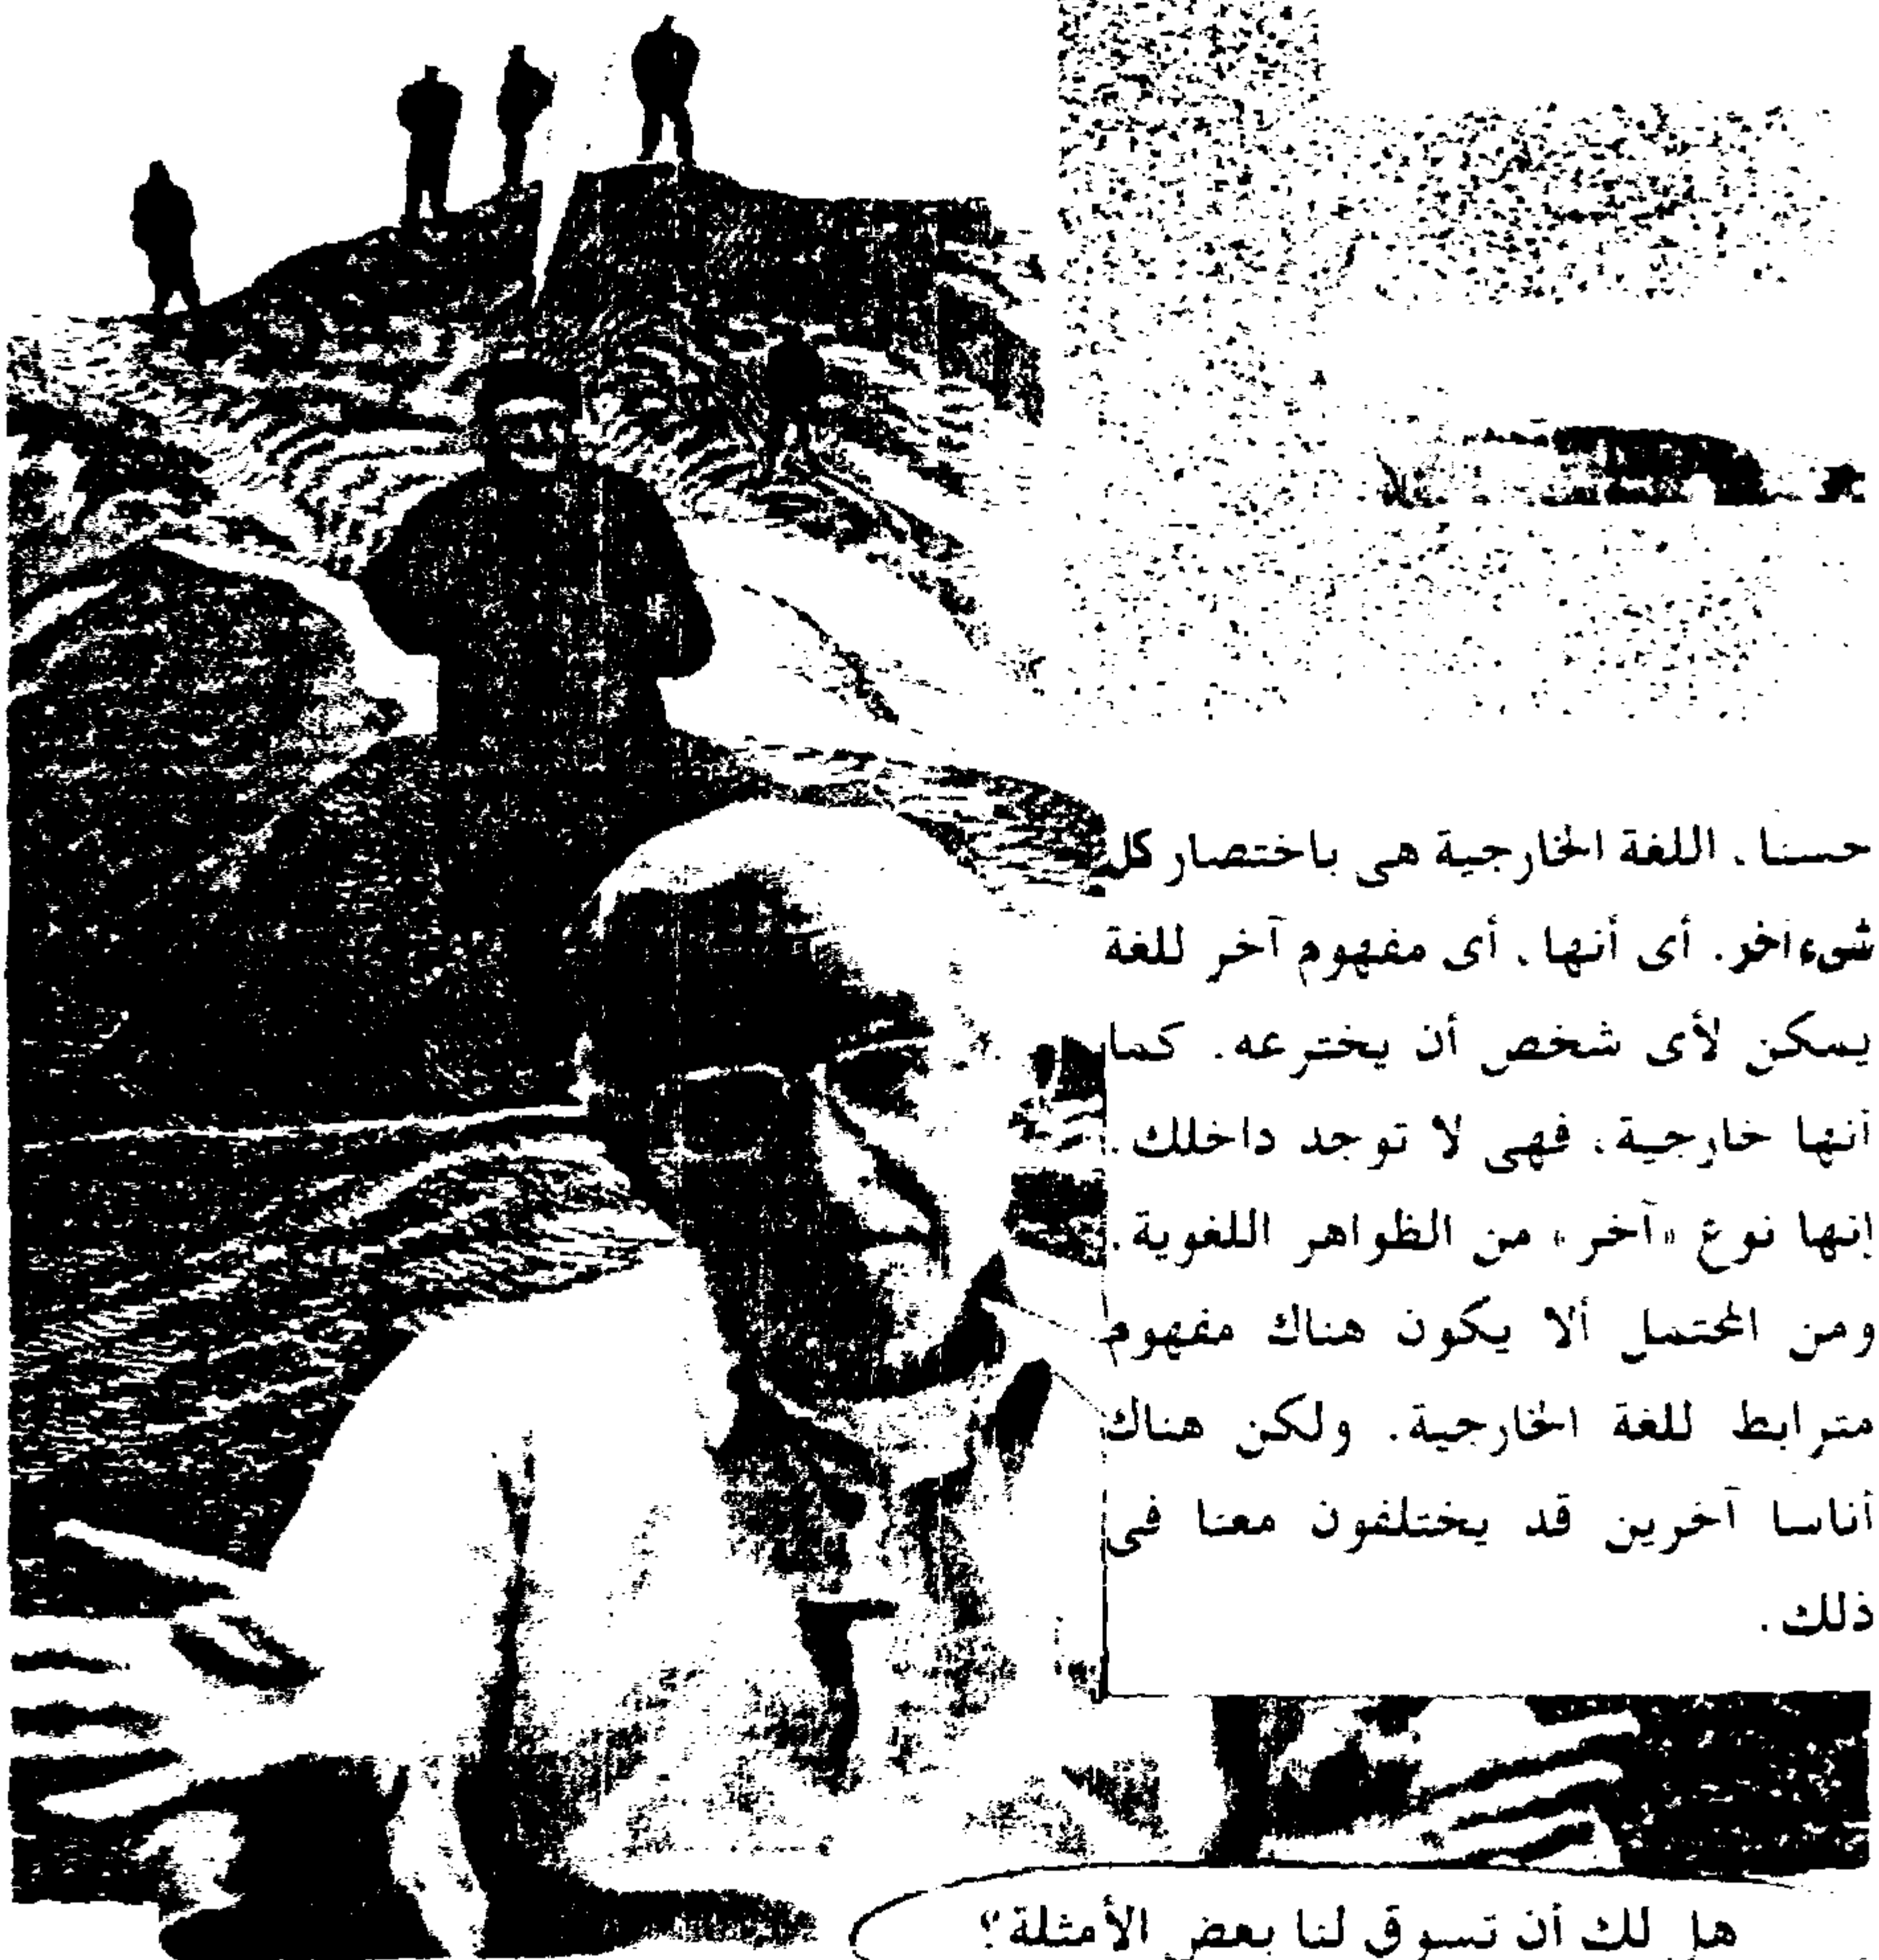 حسنا. اللغة الخارجية هى باختصار كل
شىء آخر. أى أنها. أى مفهوم آخر للغة
يمكن لأى شخص أن يخترعه. كما
أنها خارجية، فهى لا توجد داخلك.
إنها نوع «آخر» من الظواهر اللغوية.
ومن المحتمل ألا يكون هناك مفهوم
مترابط للغة الخارجية. ولكن هناك
أناسا آخرين قد يختلفون معنا فى
ذلك.
هل لك أن تسوق لنا بعض الأمثلة؟